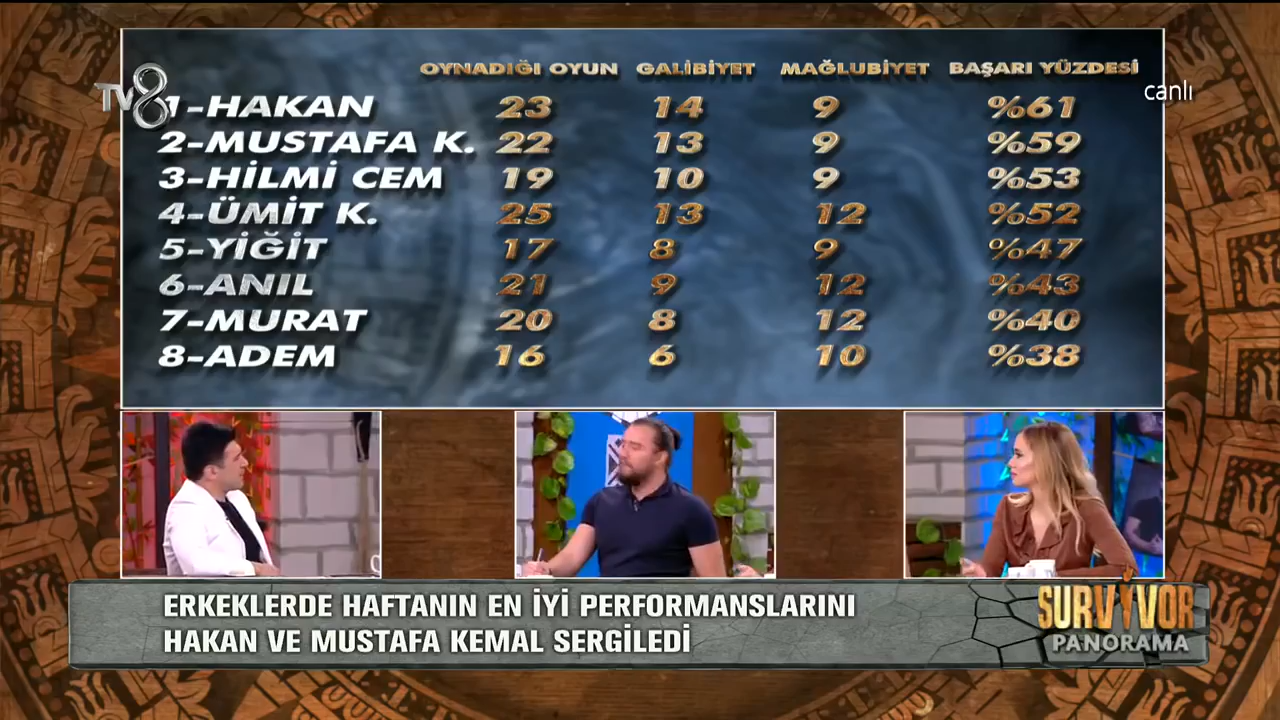 OYNADIĞI OYUN GALİBİYET MAĞLUBİYET BAŞARI YÜZDESİ
TV8
canlı
1-HAKAN 23 14 9 %61
2-MUSTAFA K. 22 13 9 %59
3-HİLMİ CEM 19 10 9 %53
4-ÜMİT K. 25 13 12 %52
5-YİĞİT 17 8 9 %47
6-ANIL 21 9 12 %43
7-MURAT 20 8 12 %40
8-ADEM 16 6 10 %38
ERKEKLERDE HAFTANIN EN İYİ PERFORMANSLARINI
HAKAN VE MUSTAFA KEMAL SERGİLEDİ
SURVIVOR
PANORAMA